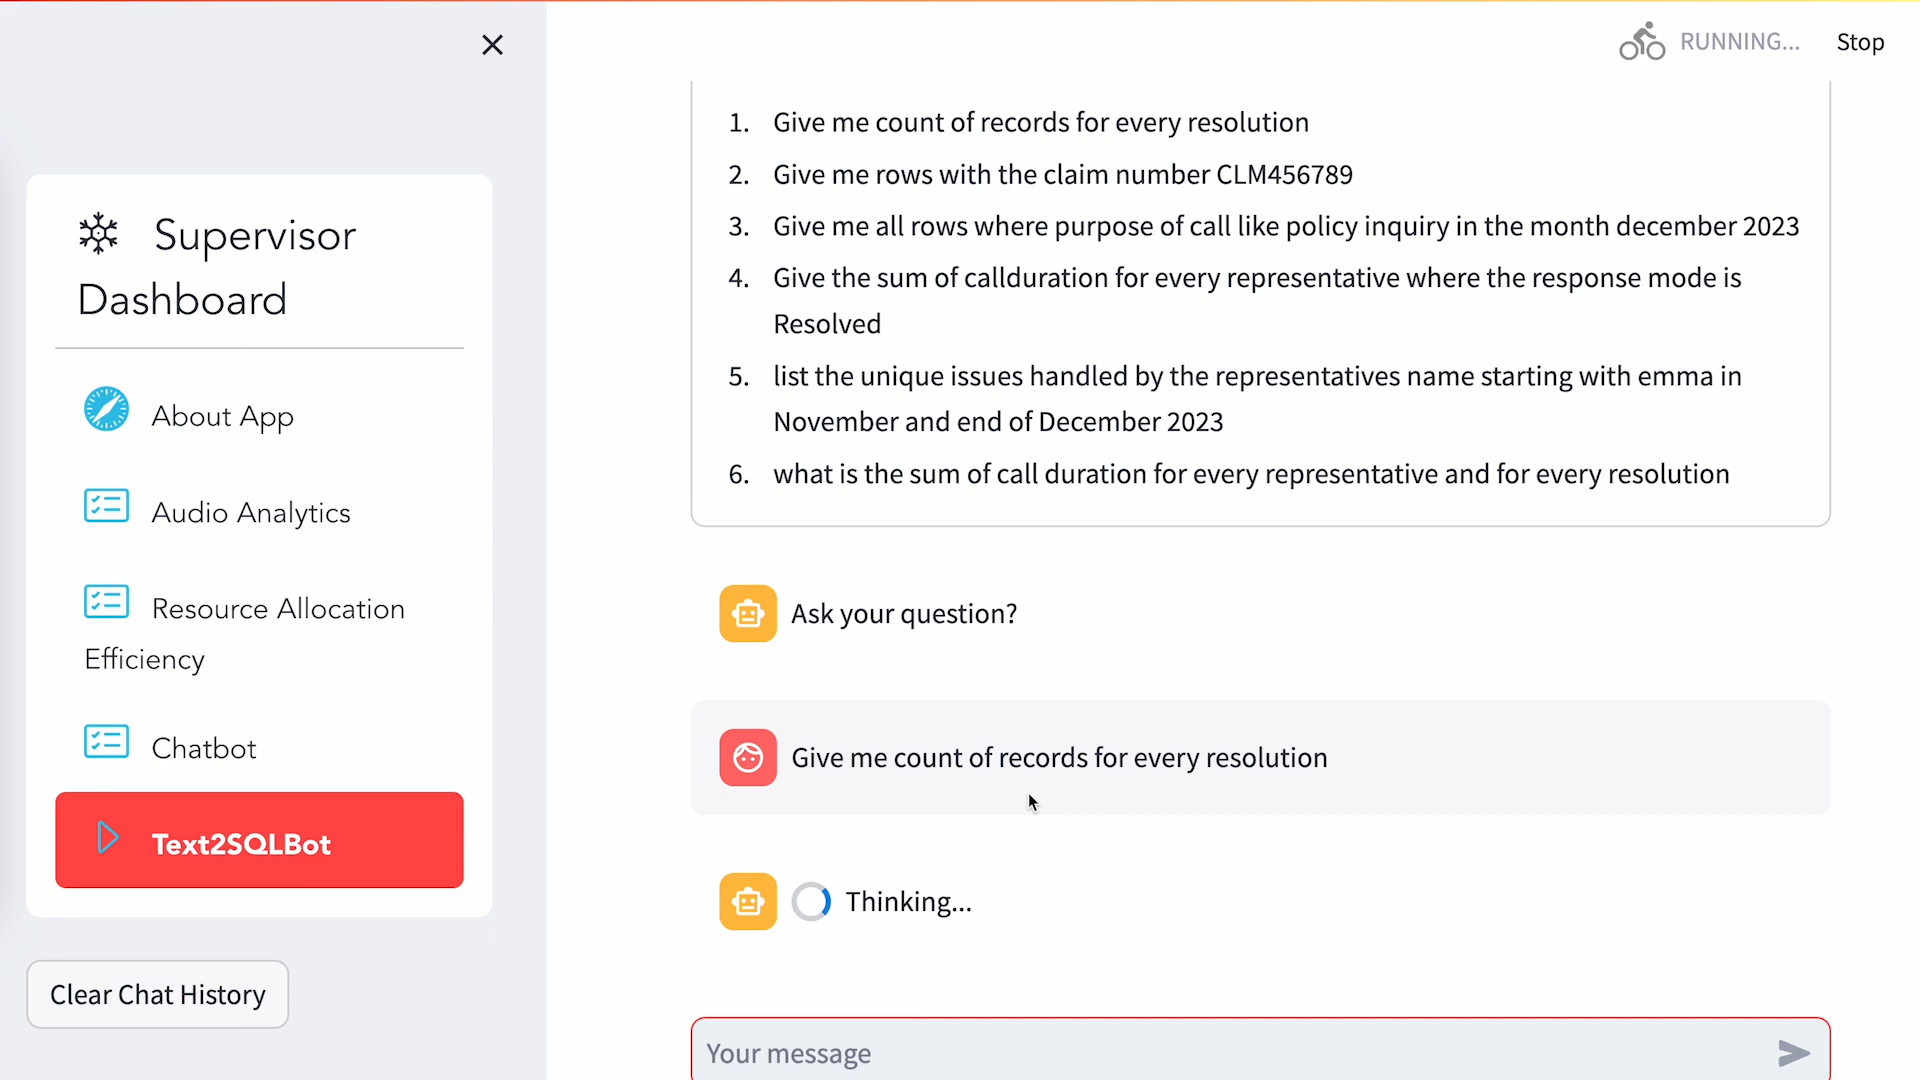 RUNNING...
Stop
Supervisor
Dashboard
About App
Audio Analytics
Resource Allocation
Efficiency
Chatbot
Text2SQLBot
Clear Chat History
1. Give me count of records for every resolution
2. Give me rows with the claim number CLM456789
3. Give me all rows where purpose of call like policy inquiry in the month december 2023
4. Give the sum of callduration for every representative where the response mode is
Resolved
5. list the unique issues handled by the representatives name starting with emma in
November and end of December 2023
6. what is the sum of call duration for every representative and for every resolution
Ask your question?
Give me count of records for every resolution
Thinking...
Your message